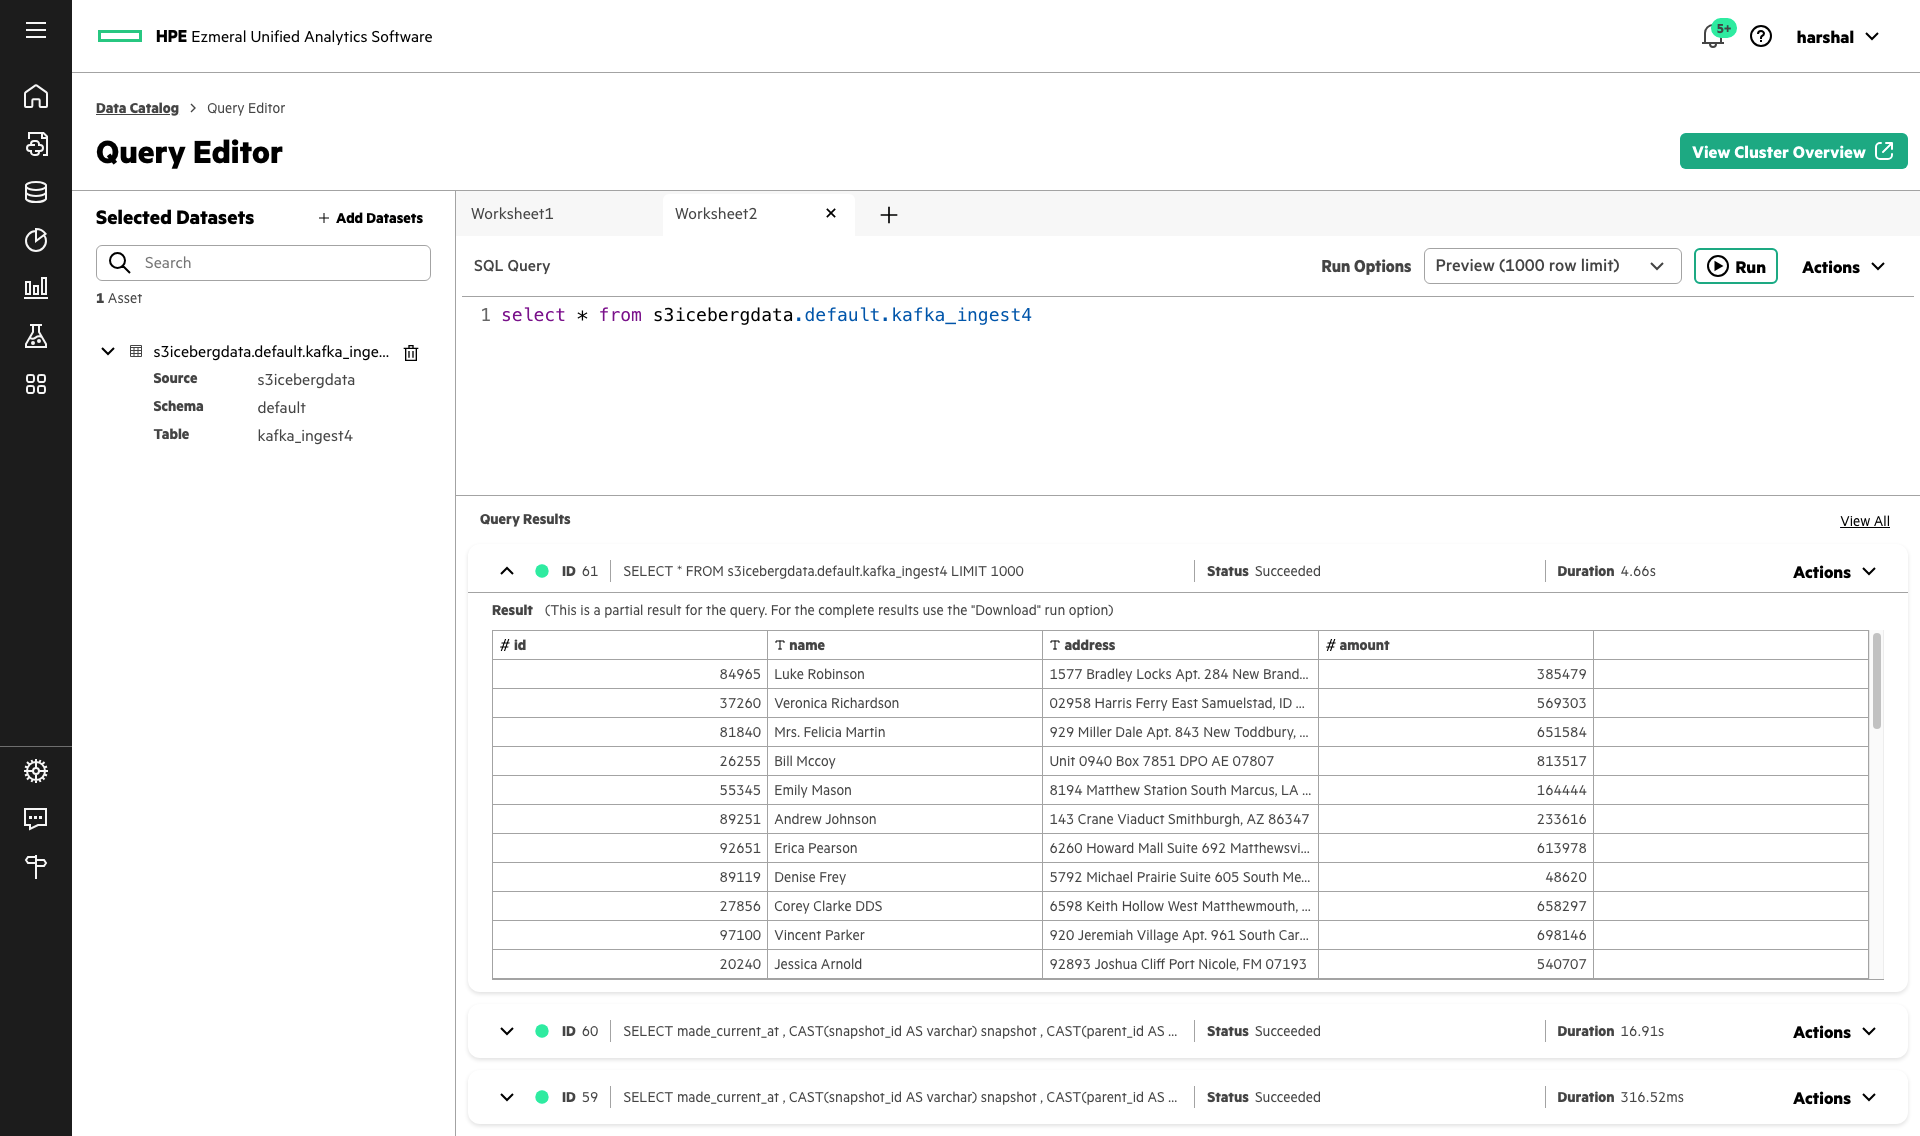 HPE Ezmeral Unified Analytics Software
5+
harshal
Data Catalog > Query Editor
Query Editor
View Cluster Overview
Selected Datasets
+ Add Datasets
Search
1 Asset
s3icebergdata.default.kafka_inge...
Source s3icebergdata
Schema default
Table kafka_ingest4
Worksheet1
Worksheet2
SQL Query
Run Options
Preview (1000 row limit)
Run
Actions
1 select * from s3icebergdata.default.kafka_ingest4
Query Results
View All
ID 61 SELECT * FROM s3icebergdata.default.kafka_ingest4 LIMIT 1000 Status Succeeded Duration 4.66s Actions
Result (This is a partial result for the query. For the complete results use the "Download" run option)
# id T name T address # amount
84965 Luke Robinson 1577 Bradley Locks Apt. 284 New Brand... 385479
37260 Veronica Richardson 02958 Harris Ferry East Samuelstad, ID ... 569303
81840 Mrs. Felicia Martin 929 Miller Dale Apt. 843 New Toddbury, ... 651584
26255 Bill Mccoy Unit 0940 Box 7851 DPO AE 07807 813517
55345 Emily Mason 8194 Matthew Station South Marcus, LA ... 164444
89251 Andrew Johnson 143 Crane Viaduct Smithburgh, AZ 86347 233616
92651 Erica Pearson 6260 Howard Mall Suite 692 Matthewsvi... 613978
89119 Denise Frey 5792 Michael Prairie Suite 605 South Me... 48620
27856 Corey Clarke DDS 6598 Keith Hollow West Matthewmouth, ... 658297
97100 Vincent Parker 920 Jeremiah Village Apt. 961 South Car... 698146
20240 Jessica Arnold 92893 Joshua Cliff Port Nicole, FM 07193 540707
ID 60 SELECT made_current_at , CAST(snapshot_id AS varchar) snapshot , CAST(parent_id AS ... Status Succeeded Duration 16.91s Actions
ID 59 SELECT made_current_at , CAST(snapshot_id AS varchar) snapshot , CAST(parent_id AS ... Status Succeeded Duration 316.52ms Actions